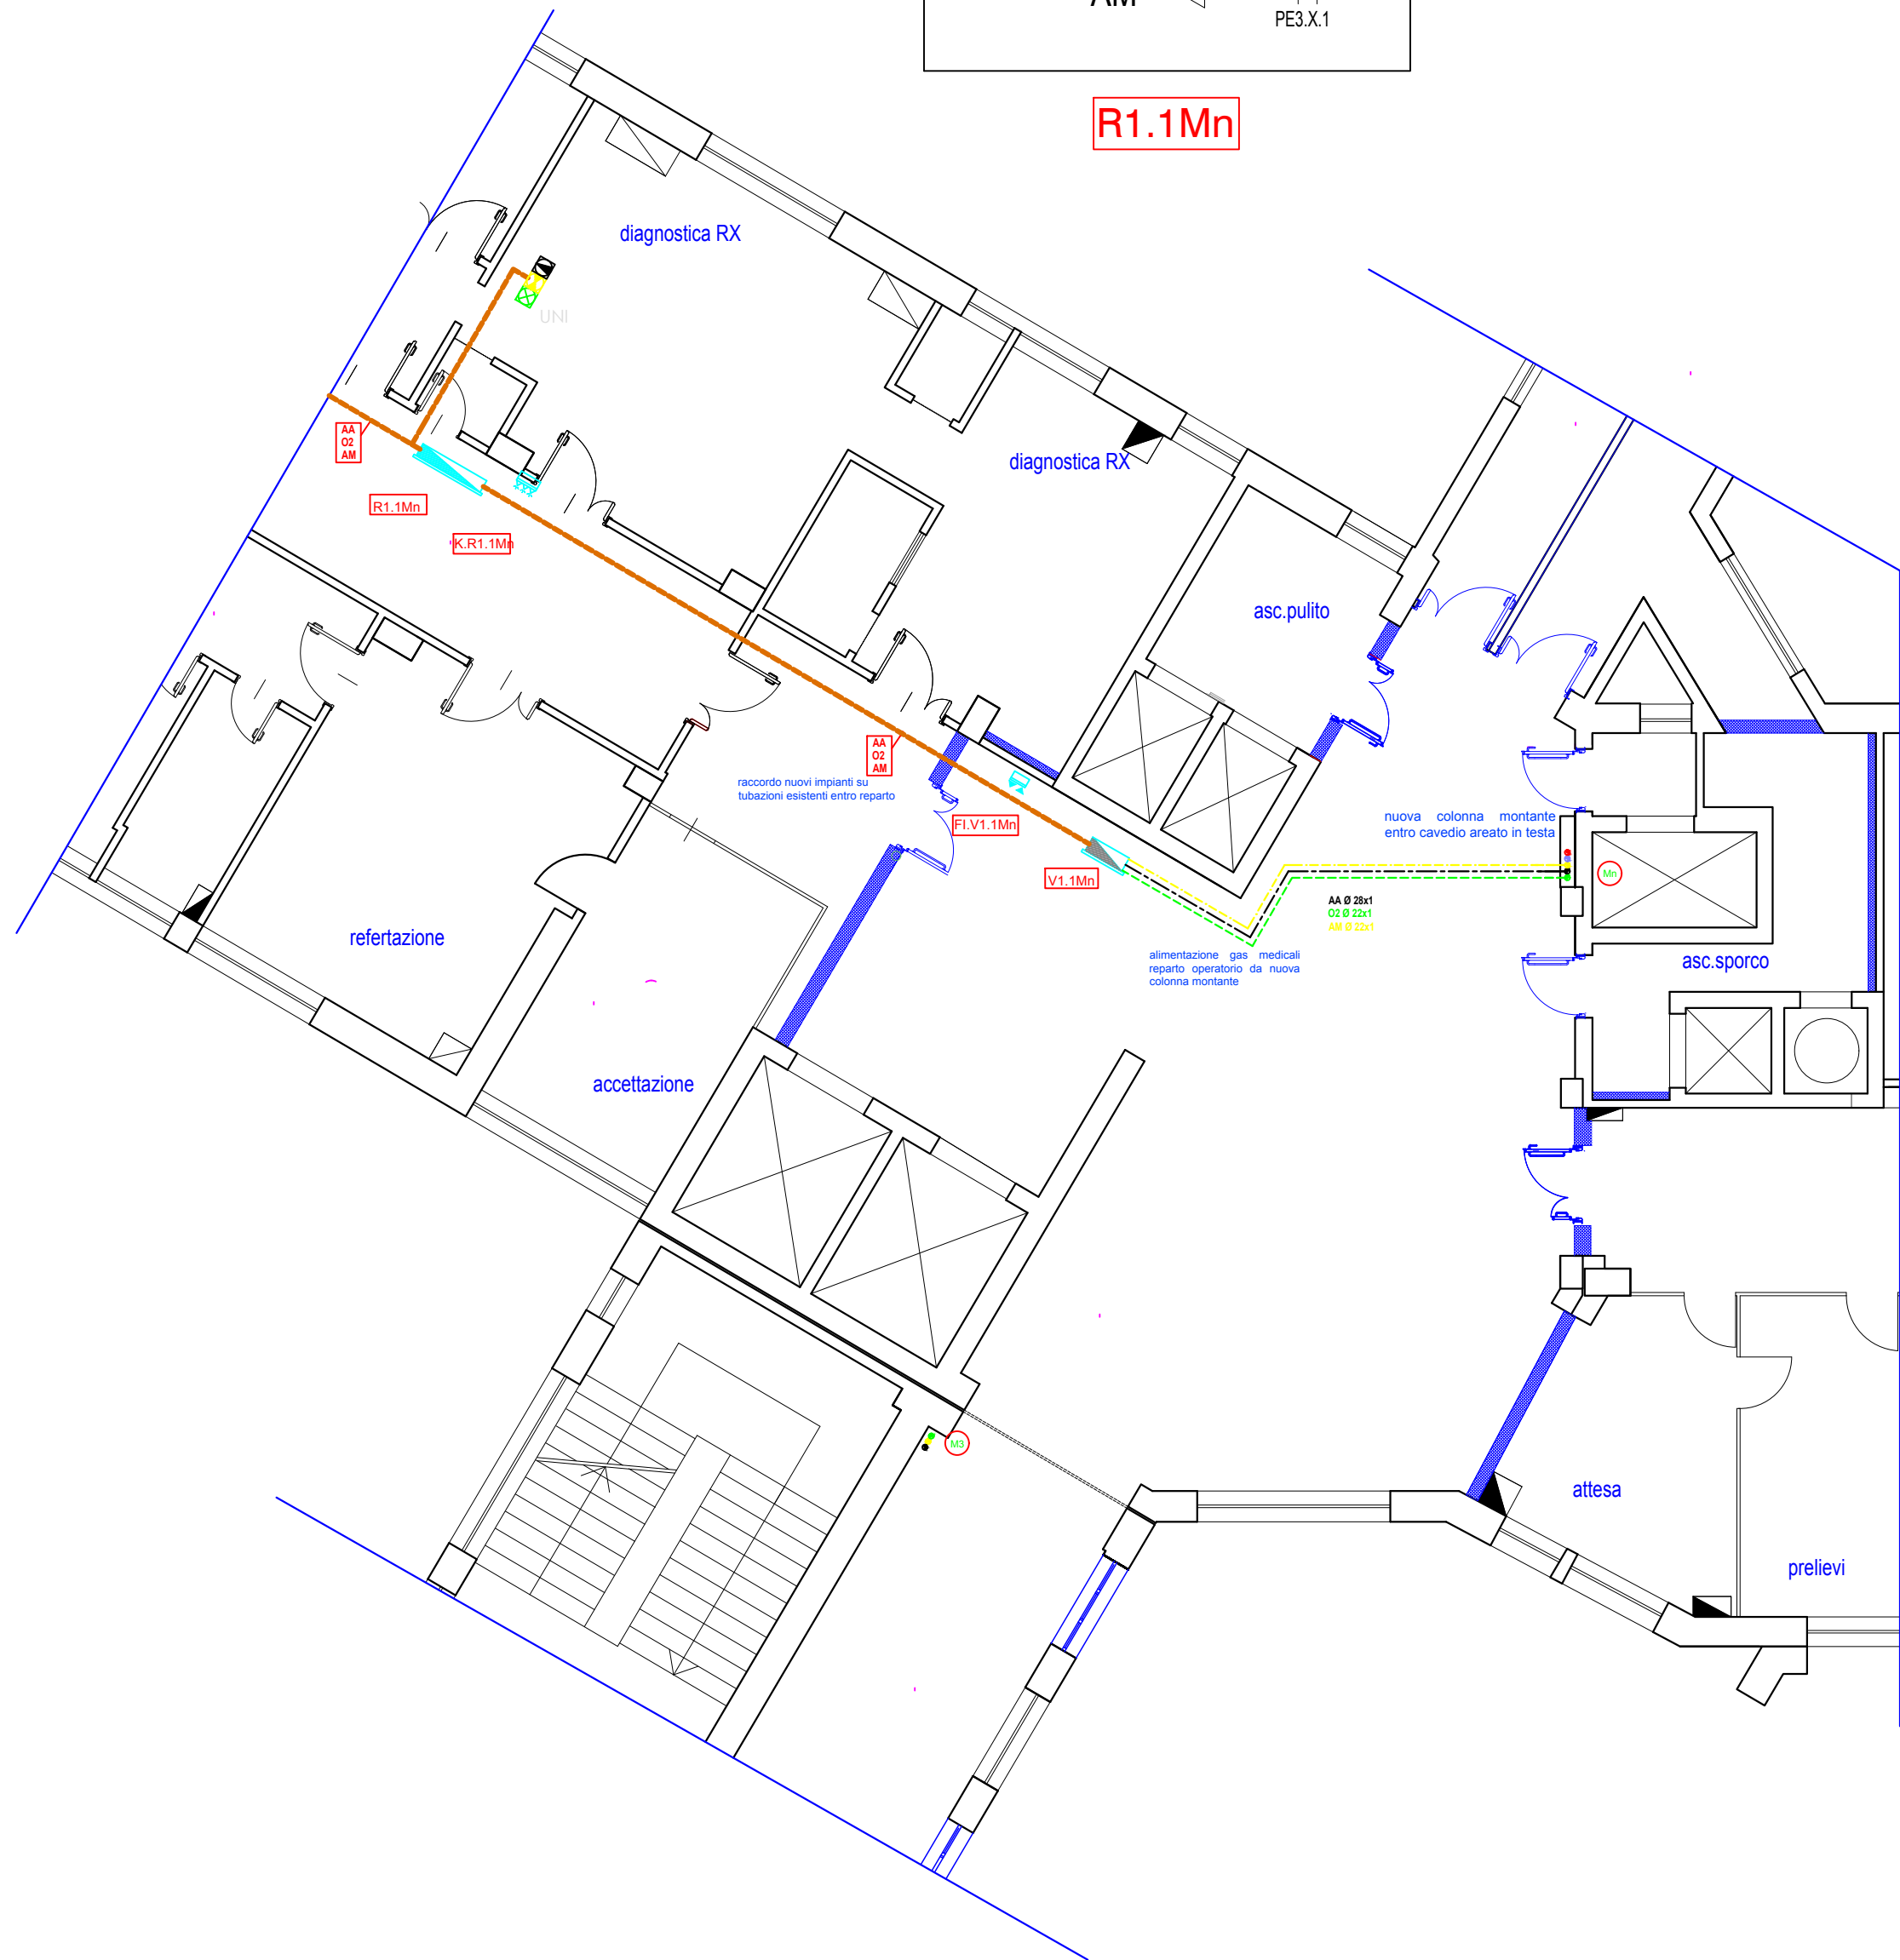 AM
PE3.X.1
R1.1Mn
diagnostica RX
UNI
AA
O2
AM
R1.1Mn
K.R1.1Mn
diagnostica RX
asc.pulito
AA
O2
AM
raccordo nuovi impianti su
tubazioni esistenti entro reparto
FI.V1.1Mn
V1.1Mn
nuova colonna montante
entro cavedio areato in testa
Mn
AA Ø 28x1
O2 Ø 22x1
AM Ø 22x1
alimentazione gas medicali
reparto operatorio da nuova
colonna montante
asc.sporco
refertazione
accettazione
M3
attesa
prelievi